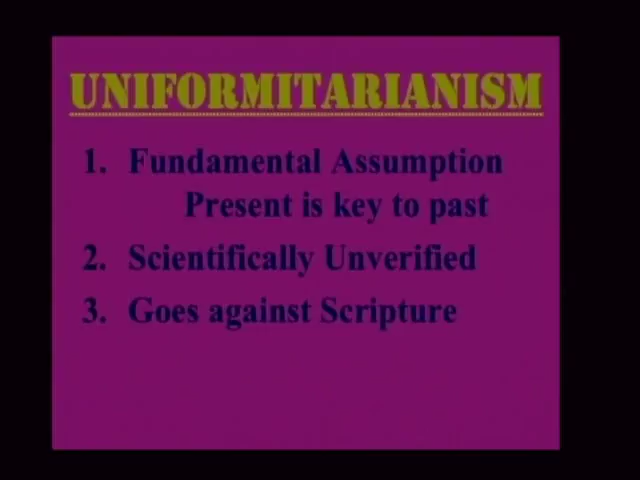 UNIFORMITARIANISM
1. Fundamental Assumption
Present is key to past
2. Scientifically Unverified
3. Goes against Scripture